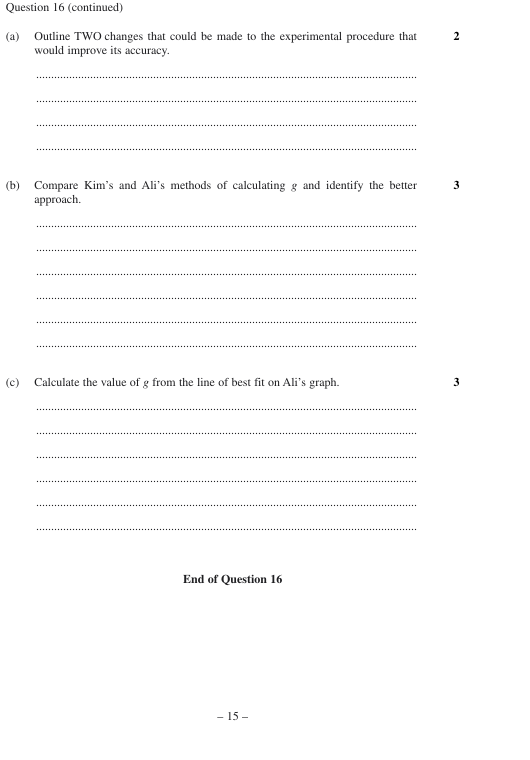 Question 16 (continued)
(a) Outline TWO changes that could be made to the experimental procedure that 2
would improve its accuracy.
..........................................................................................................................
..........................................................................................................................
..........................................................................................................................
..........................................................................................................................
(b) Compare Kim's and Ali's methods of calculating g and identify the better 3
approach.
..........................................................................................................................
..........................................................................................................................
..........................................................................................................................
..........................................................................................................................
..........................................................................................................................
..........................................................................................................................
(c) Calculate the value of g from the line of best fit on Ali's graph. 3
..........................................................................................................................
..........................................................................................................................
..........................................................................................................................
..........................................................................................................................
..........................................................................................................................
..........................................................................................................................
End of Question 16
– 15 –